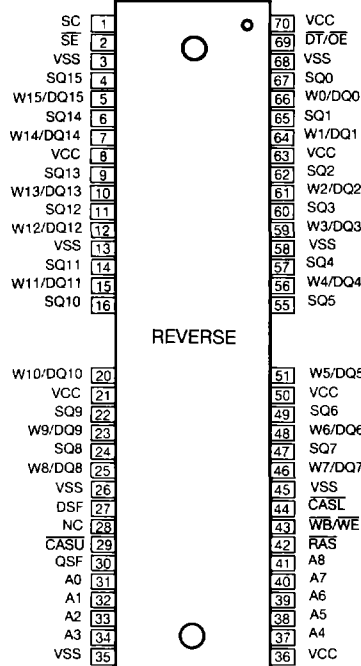 SC 1 70 VCC
SE 2 69 DT/OE
VSS 3 68 VSS
SQ15 4 67 SQ0
W15/DQ15 5 66 W0/DQ0
SQ14 6 65 SQ1
W14/DQ14 7 64 W1/DQ1
VCC 8 63 VCC
SQ13 9 62 SQ2
W13/DQ13 10 61 W2/DQ2
SQ12 11 60 SQ3
W12/DQ12 12 59 W3/DQ3
VSS 13 58 VSS
SQ11 14 57 SQ4
W11/DQ11 15 56 W4/DQ4
SQ10 16 55 SQ5
REVERSE
W10/DQ10 20 51 W5/DQ5
VCC 21 50 VCC
SQ9 22 49 SQ6
W9/DQ9 23 48 W6/DQ6
SQ8 24 47 SQ7
W8/DQ8 25 46 W7/DQ7
VSS 26 45 VSS
DSF 27 44 CASL
NC 28 43 WB/WE
CASU 29 42 RAS
QSF 30 41 A8
A0 31 40 A7
A1 32 39 A6
A2 33 38 A5
A3 34 37 A4
VSS 35 36 VCC